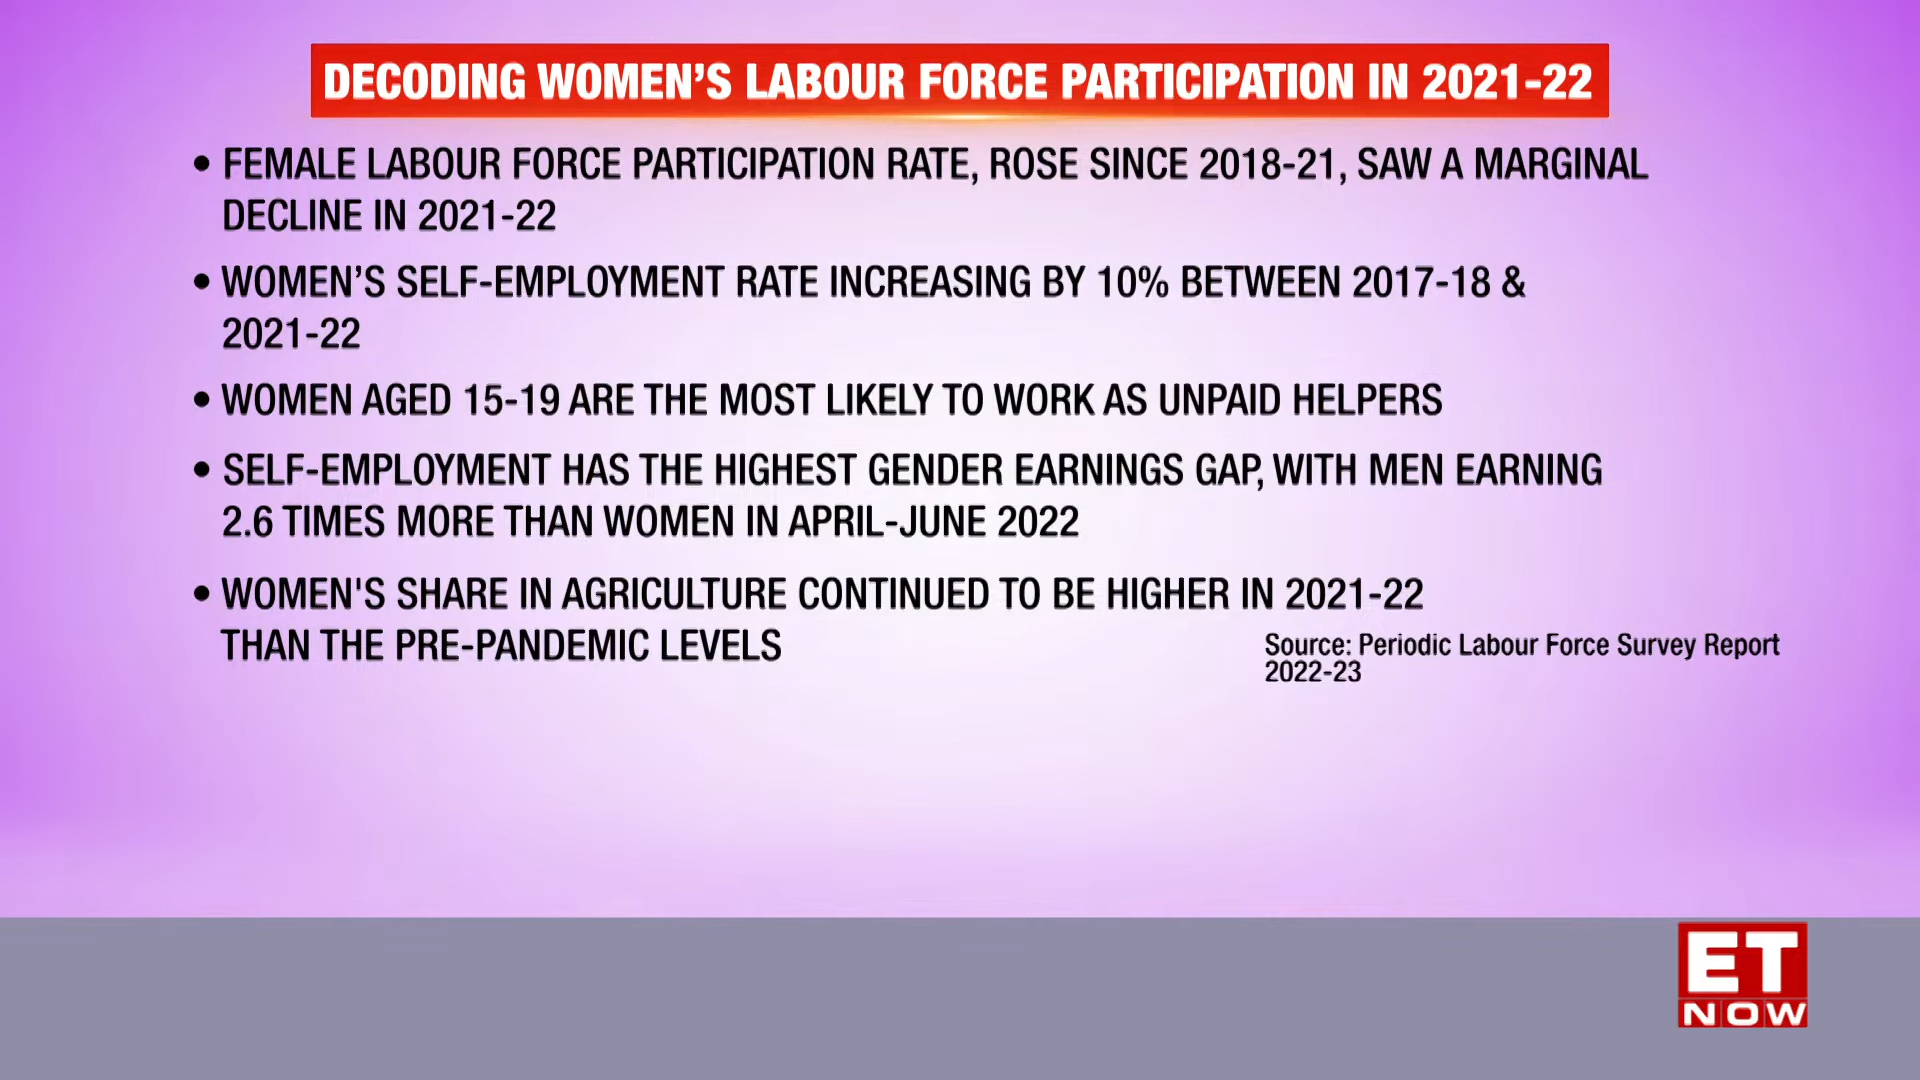 DECODING WOMEN’S LABOUR FORCE PARTICIPATION IN 2021-22
• FEMALE LABOUR FORCE PARTICIPATION RATE, ROSE SINCE 2018-21, SAW A MARGINAL
DECLINE IN 2021-22
• WOMEN’S SELF-EMPLOYMENT RATE INCREASING BY 10% BETWEEN 2017-18 &
2021-22
• WOMEN AGED 15-19 ARE THE MOST LIKELY TO WORK AS UNPAID HELPERS
• SELF-EMPLOYMENT HAS THE HIGHEST GENDER EARNINGS GAP, WITH MEN EARNING
2.6 TIMES MORE THAN WOMEN IN APRIL-JUNE 2022
• WOMEN'S SHARE IN AGRICULTURE CONTINUED TO BE HIGHER IN 2021-22
THAN THE PRE-PANDEMIC LEVELS
Source: Periodic Labour Force Survey Report
2022-23
ET
NOW